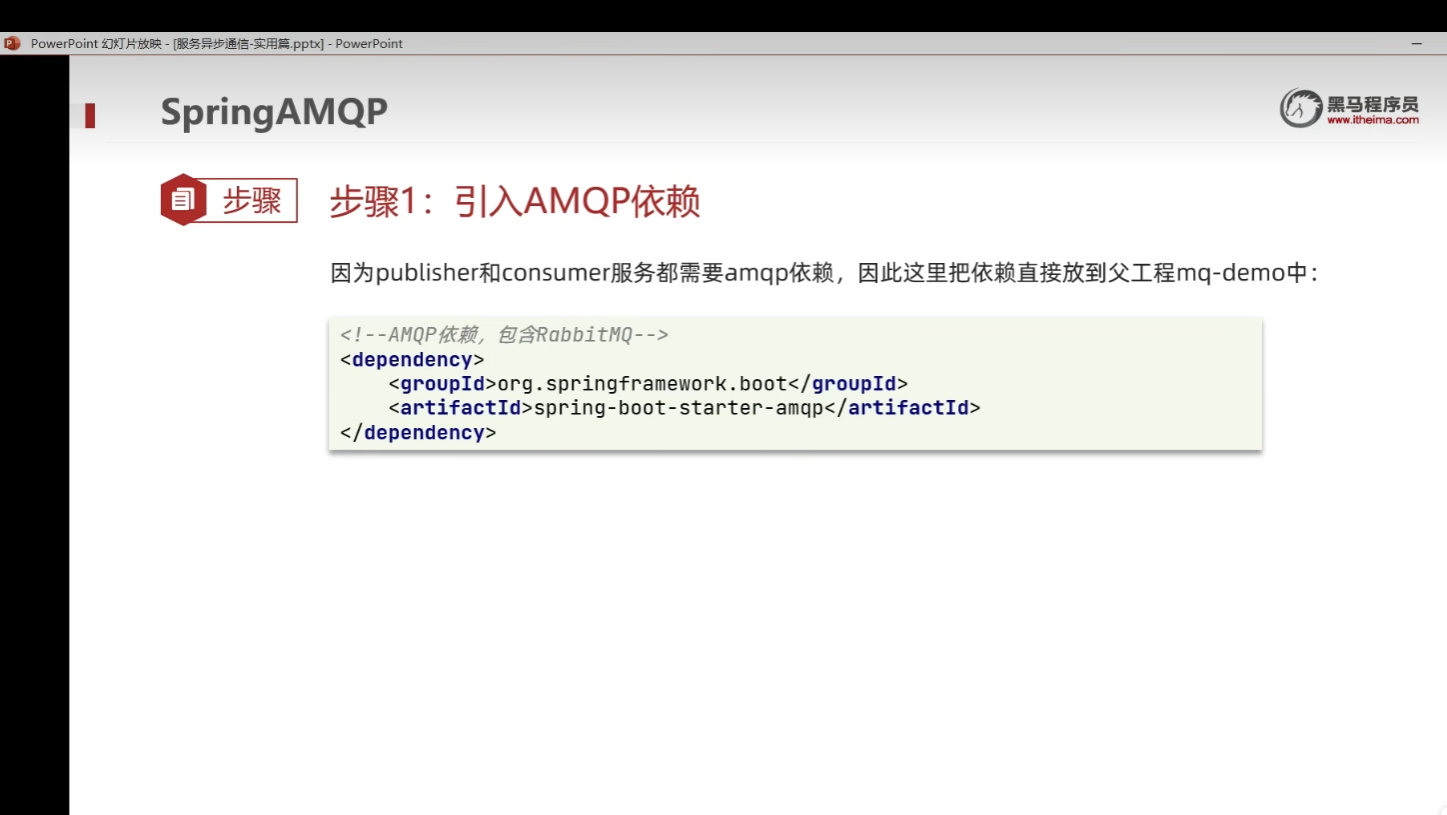 PowerPoint 幻灯片放映 - [服务异步通信-实用篇.pptx] - PowerPoint
SpringAMQP
黑马程序员
www.itheima.com
步骤
步骤1：引入AMQP依赖
因为publisher和consumer服务都需要amqp依赖，因此这里把依赖直接放到父工程mq-demo中：
<!--AMQP依赖，包含RabbitMQ-->
<dependency>
    <groupId>org.springframework.boot</groupId>
    <artifactId>spring-boot-starter-amqp</artifactId>
</dependency>